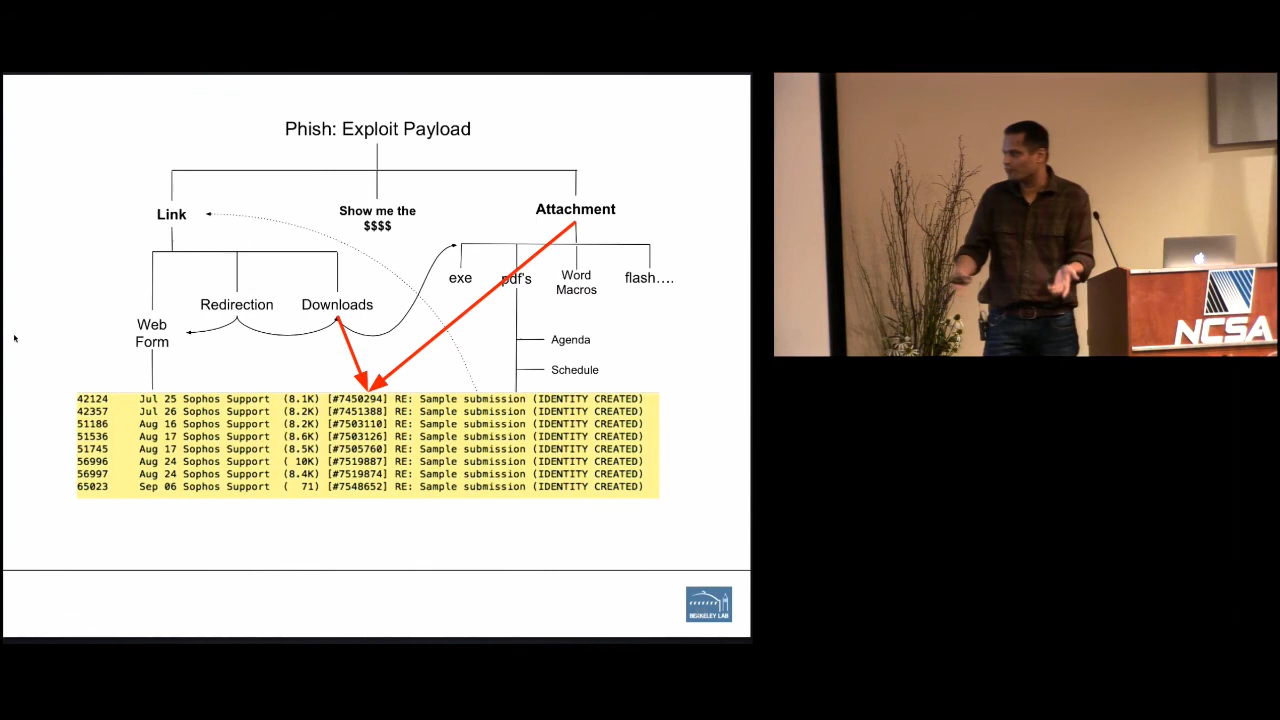 Phish: Exploit Payload
Link
Show me the
$$$$
Attachment
exe
pdf's
Word
Macros
flash....
Redirection
Downloads
Web
Form
Agenda
Schedule
42124 Jul 25 Sophos Support (8.1K) [#7450294] RE: Sample submission (IDENTITY CREATED)
42357 Jul 26 Sophos Support (8.2K) [#7451388] RE: Sample submission (IDENTITY CREATED)
51186 Aug 16 Sophos Support (8.2K) [#7503110] RE: Sample submission (IDENTITY CREATED)
51536 Aug 17 Sophos Support (8.6K) [#7503126] RE: Sample submission (IDENTITY CREATED)
51745 Aug 17 Sophos Support (8.5K) [#7505760] RE: Sample submission (IDENTITY CREATED)
56996 Aug 24 Sophos Support ( 10K) [#7519887] RE: Sample submission (IDENTITY CREATED)
56997 Aug 24 Sophos Support (8.4K) [#7519874] RE: Sample submission (IDENTITY CREATED)
65023 Sep 06 Sophos Support ( 71) [#7548652] RE: Sample submission (IDENTITY CREATED)
BERKELEY LAB
NCSA